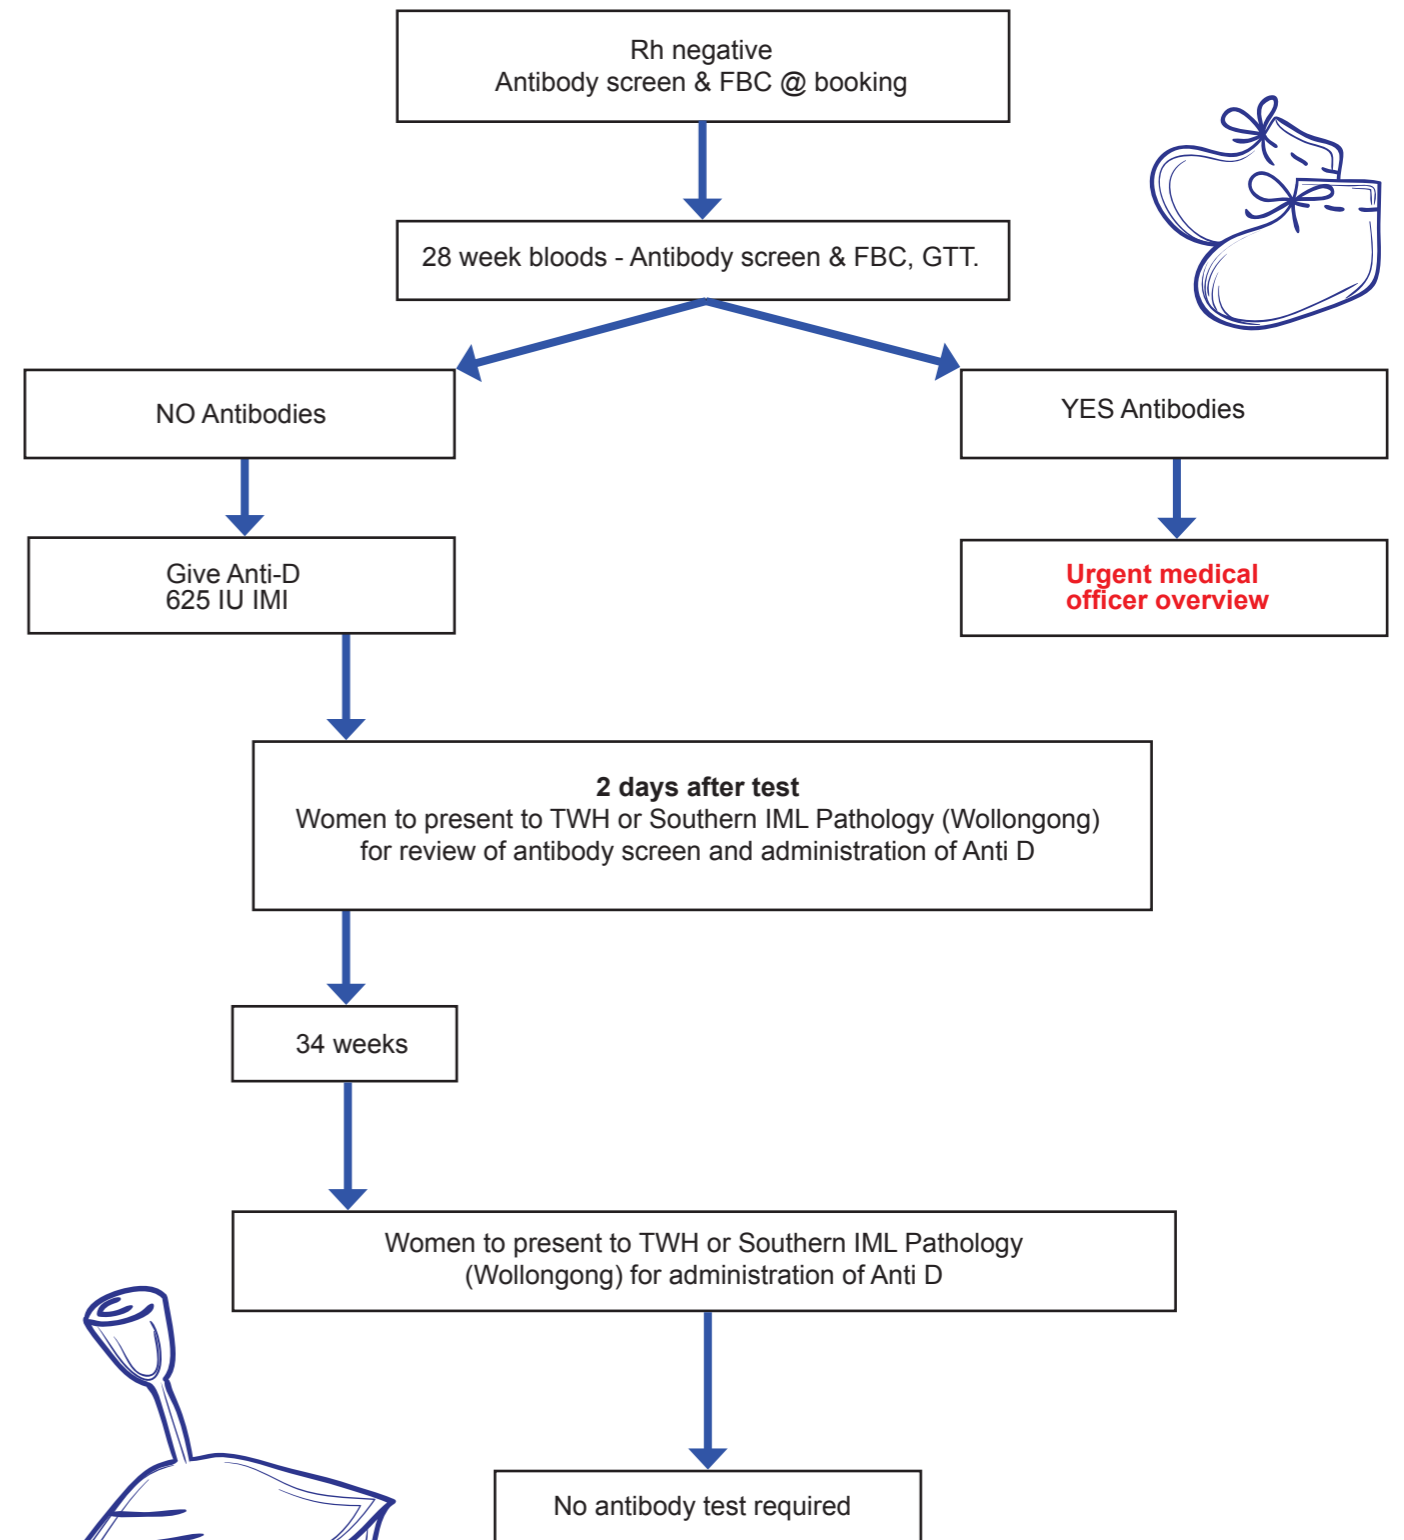 Rh negative
Antibody screen & FBC @ booking
28 week bloods - Antibody screen & FBC, GTT.
NO Antibodies
YES Antibodies
Give Anti-D
625 IU IMI
Urgent medical
officer overview
2 days after test
Women to present to TWH or Southern IML Pathology (Wollongong)
for review of antibody screen and administration of Anti D
34 weeks
Women to present to TWH or Southern IML Pathology
(Wollongong) for administration of Anti D
No antibody test required